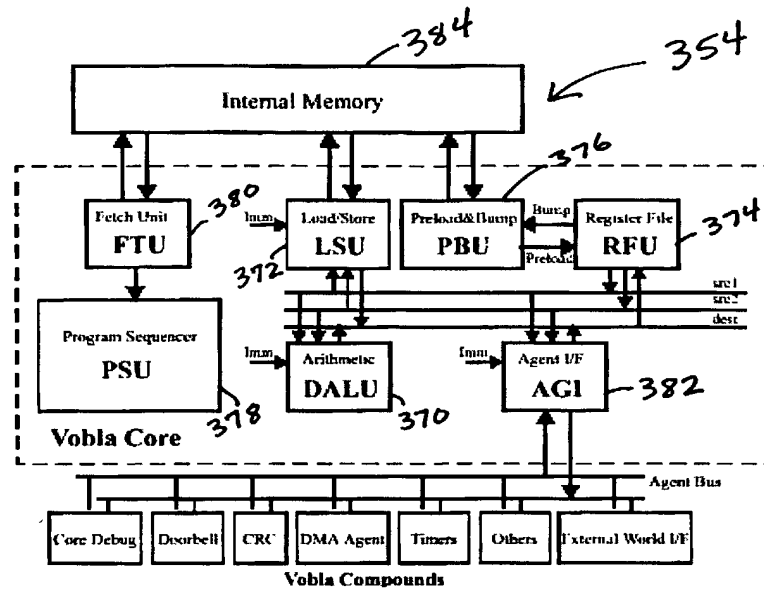 384
354
Internal Memory
376
380
374
Fetch Unit
FTU
Imm
Load/Store
LSU
372
Preload&Bump
PBU
Bump
Preload
Register File
RFU
src1
src2
dest
Program Sequencer
PSU
378
Imm
Arithmetic
DALU
370
Imm
Agent I/F
AGI
382
Vobla Core
Agent Bus
Core Debug
Doorbell
CRC
DMA Agent
Timers
Others
External World I/F
Vobla Compounds